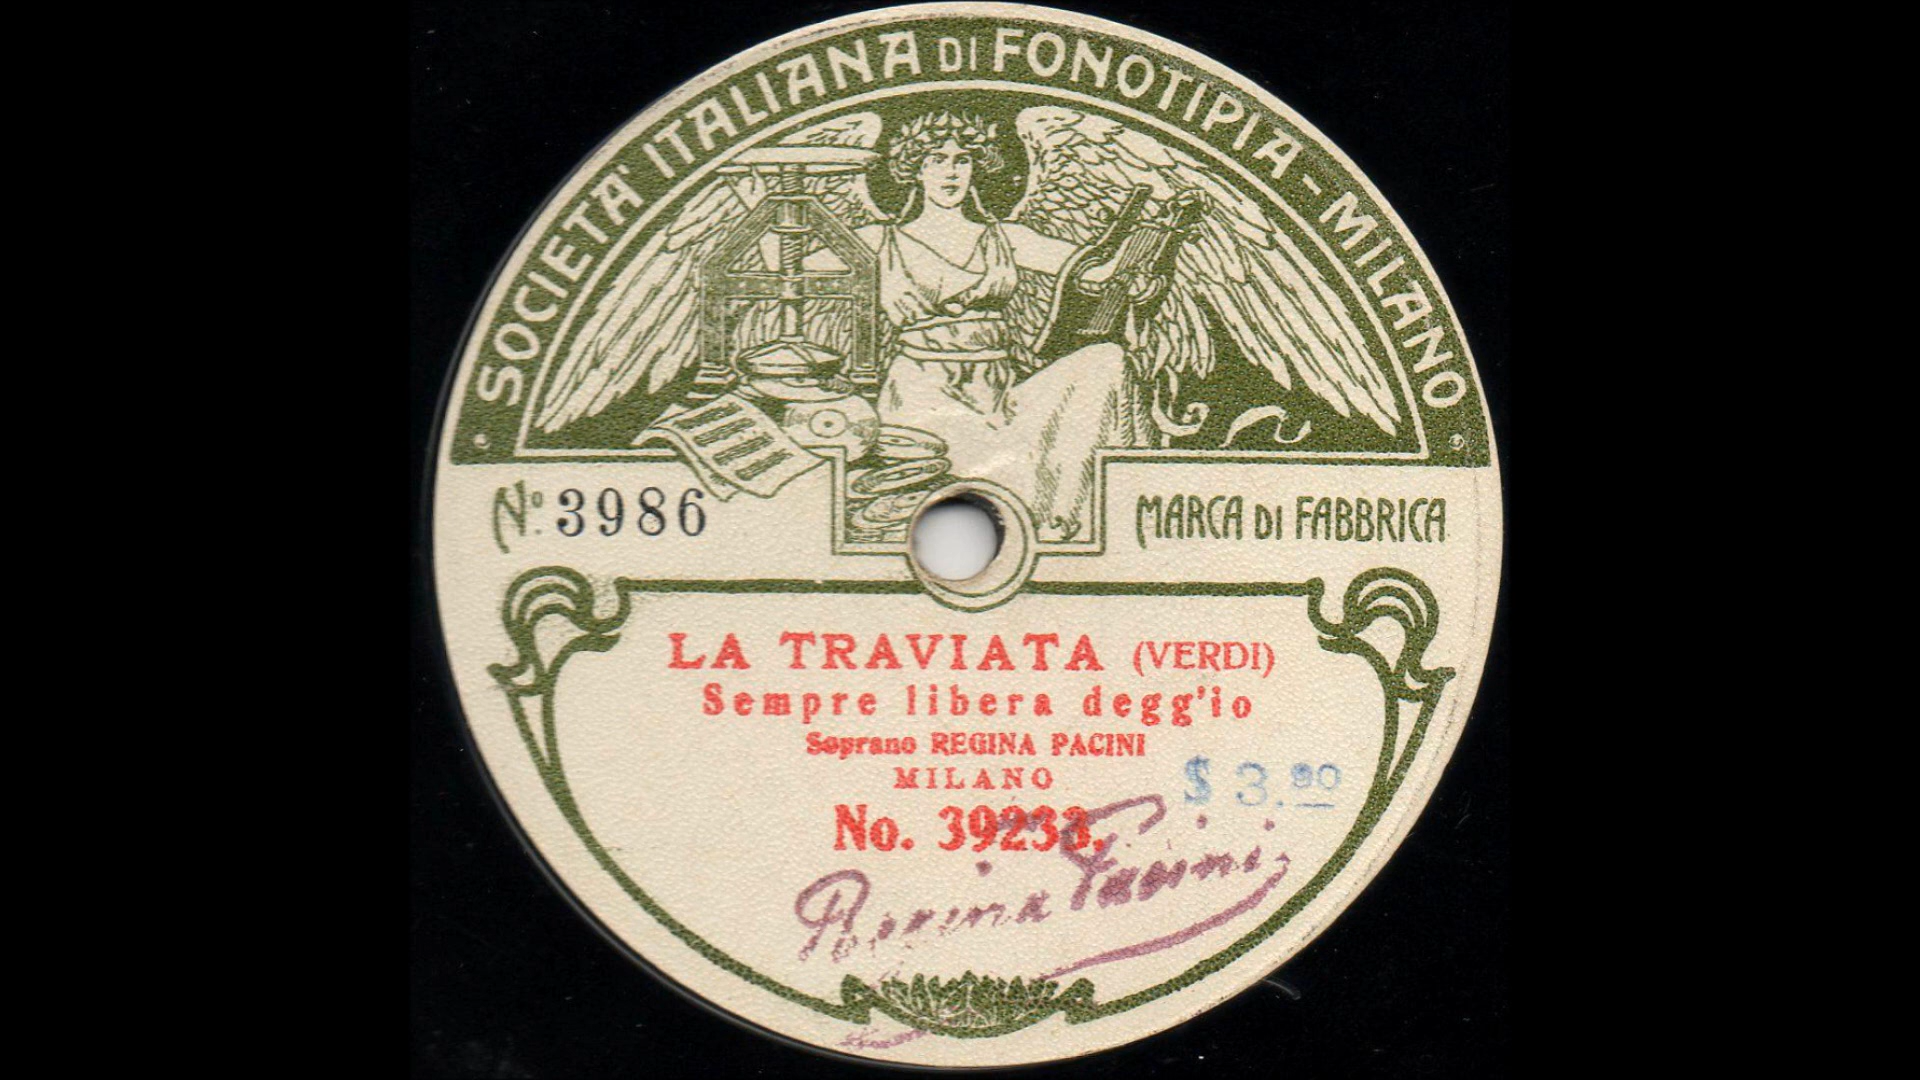 SOCIETA' ITALIANA DI FONOTIPIA - MILANO
No. 3986
MARCA DI FABBRICA
LA TRAVIATA (VERDI)
Sempre libera degg'io
Soprano REGINA PACINI
MILANO
$ 3.90
No. 39233.
Regina Pacini